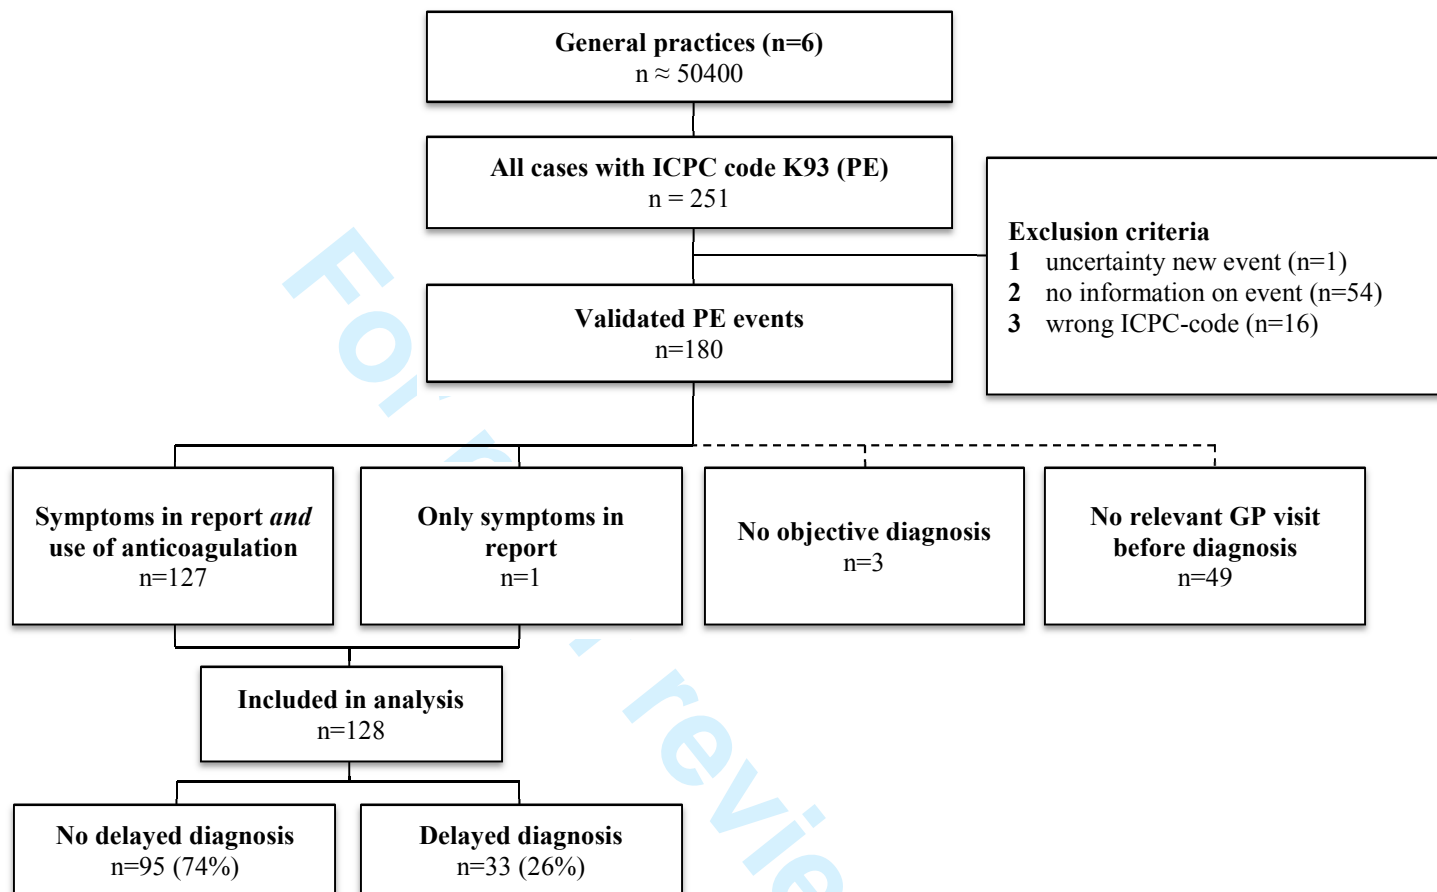 General practices (n=6)
n ≈ 50400
All cases with ICPC code K93 (PE)
n = 251
Exclusion criteria
1 uncertainty new event (n=1)
2 no information on event (n=54)
3 wrong ICPC-code (n=16)
Validated PE events
n=180
Symptoms in report and
use of anticoagulation
n=127
Only symptoms in
report
n=1
No objective diagnosis
n=3
No relevant GP visit
before diagnosis
n=49
Included in analysis
n=128
No delayed diagnosis
n=95 (74%)
Delayed diagnosis
n=33 (26%)